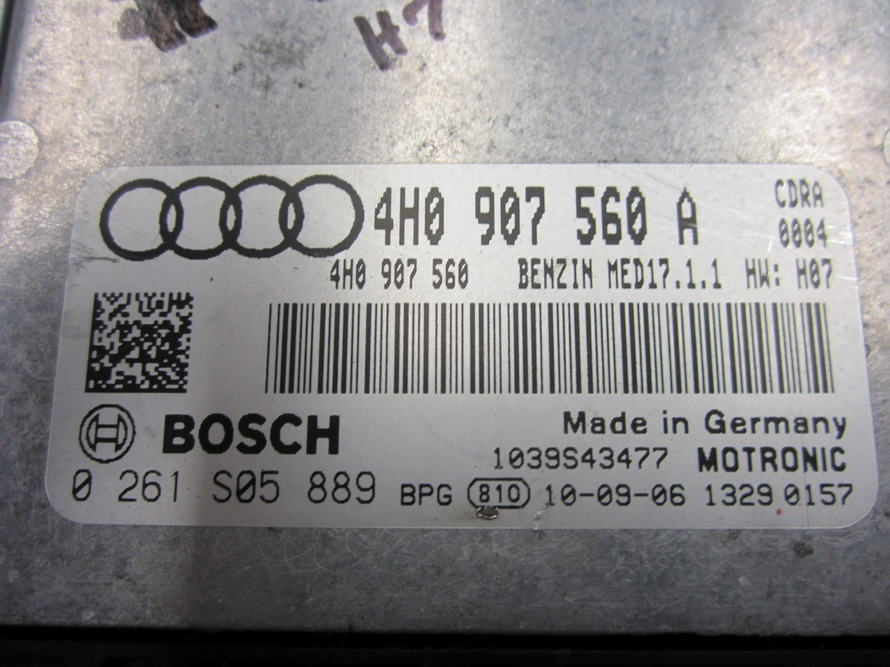 H7
4H0 907 560 A
CDRA
0004
4H0 907 560 BENZIN MED17.1.1 HW: H07
BOSCH
Made in Germany
1039S43477 MOTRONIC
0 261 S05 889 BPG 810 10-09-06 1329 0157